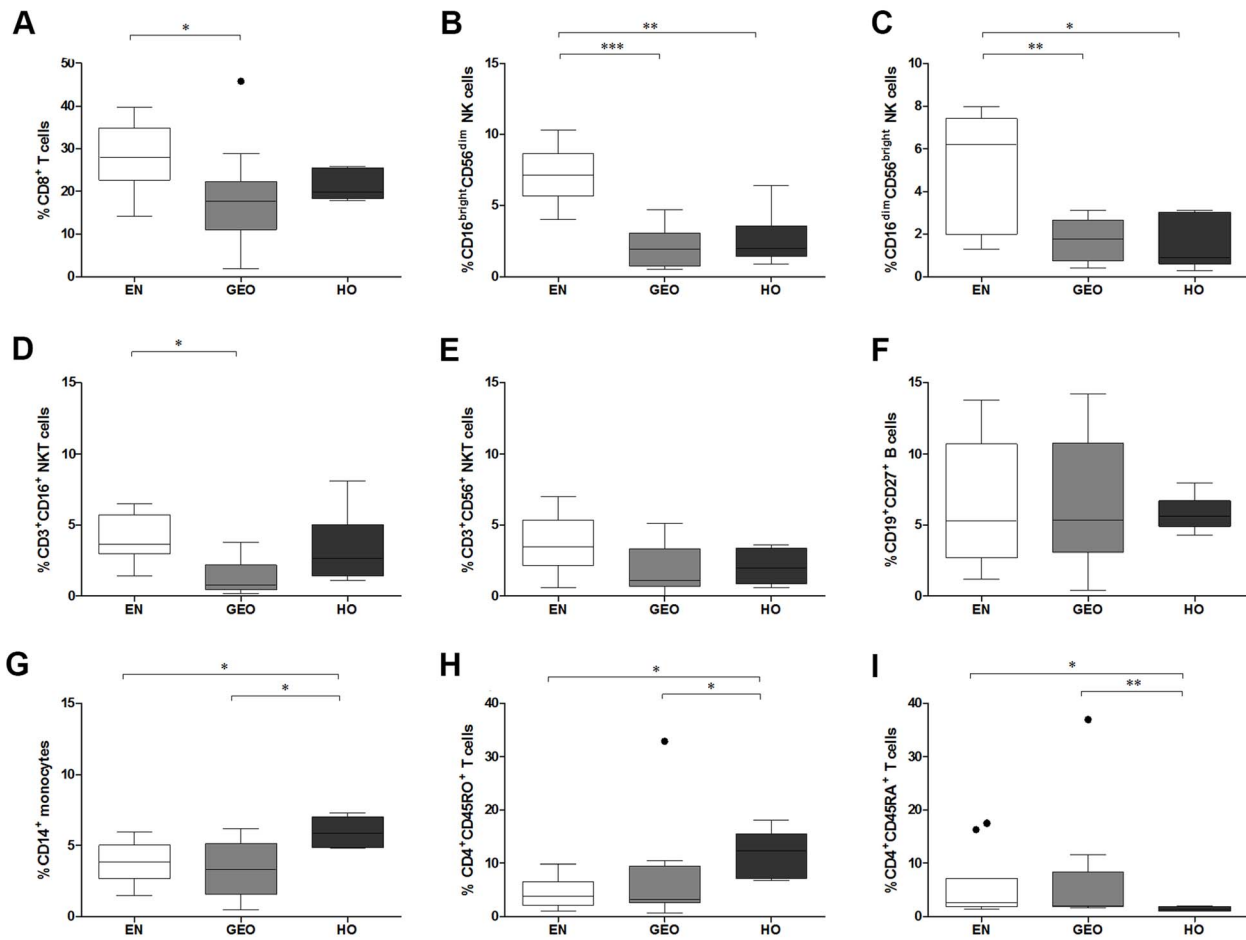 A
*
50
40
30
20
10
0
%CD8⁺ T cells
EN GEO HO
B
**
***
15
10
5
0
%CD16ᵇʳⁱᵍʰᵗCD56ᵈⁱᵐ NK cells
EN GEO HO
C
*
**
10
8
6
4
2
0
%CD16ᵈⁱᵐCD56ᵇʳⁱᵍʰᵗ NK cells
EN GEO HO
D
*
15
10
5
0
%CD3⁺CD16⁺ NKT cells
EN GEO HO
E
15
10
5
0
%CD3⁺CD56⁺ NKT cells
EN GEO HO
F
15
10
5
0
%CD19⁺CD27⁺ B cells
EN GEO HO
G
*
*
15
10
5
0
%CD14⁺ monocytes
EN GEO HO
H
*
*
40
30
20
10
0
% CD4⁺CD45RO⁺ T cells
EN GEO HO
I
*
**
40
30
20
10
0
%CD4⁺CD45RA⁺ T cells
EN GEO HO